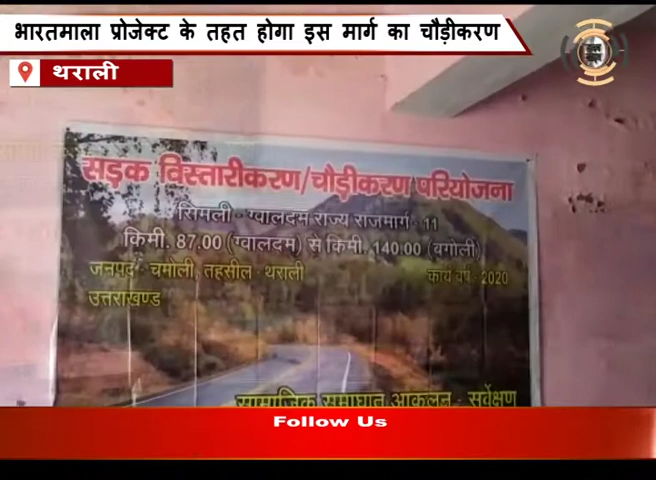 भारतमाला प्रोजेक्ट के तहत होगा इस मार्ग का चौड़ीकरण
थराली
सड़क विस्तारीकरण/चौड़ीकरण परियोजना
सिमली - ग्वालदम राज्य राजमार्ग - 11
किमी. 87.00 (ग्वालदम) से किमी. 140.00 (बगोली)
जनपद - चमोली, तहसील - थराली
कार्य वर्ष - 2020
उत्तराखण्ड
सामाजिक समाघात आकलन - सर्वेक्षण
Follow Us